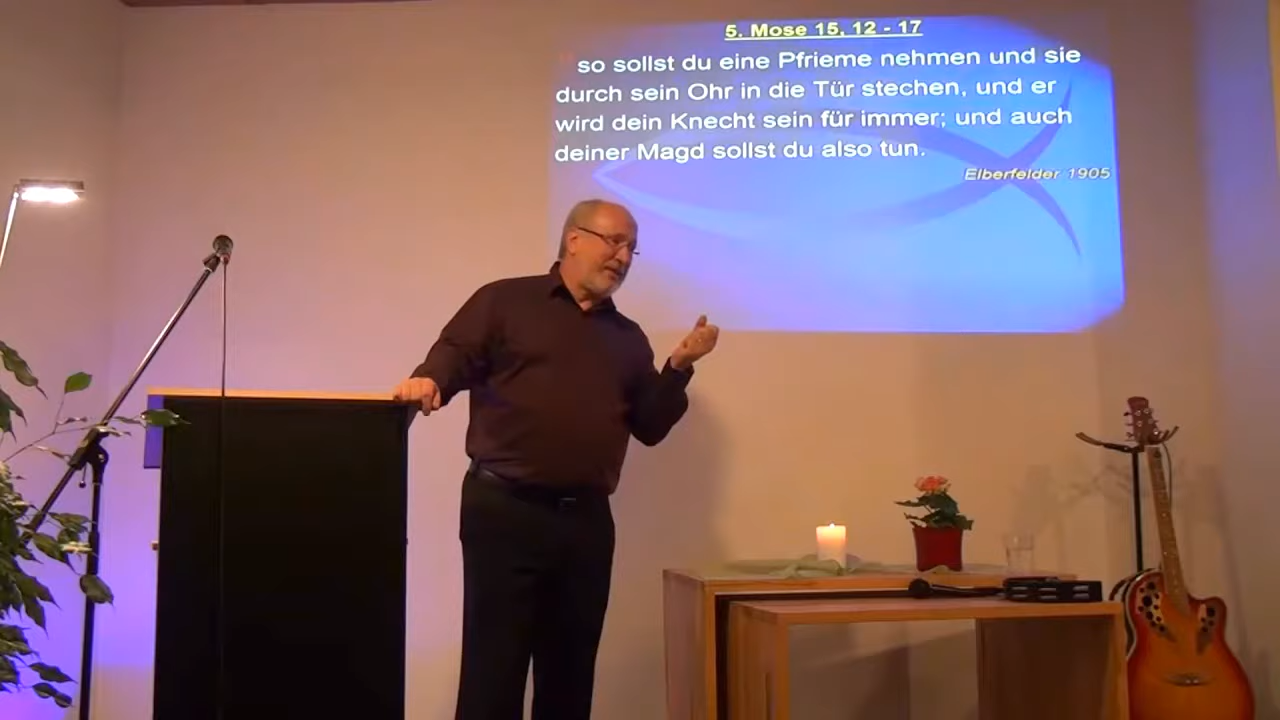 5. Mose 15, 12 - 17
so sollst du eine Pfrieme nehmen und sie
durch sein Ohr in die Tür stechen, und er
wird dein Knecht sein für immer; und auch
deiner Magd sollst du also tun.
Elberfelder 1905